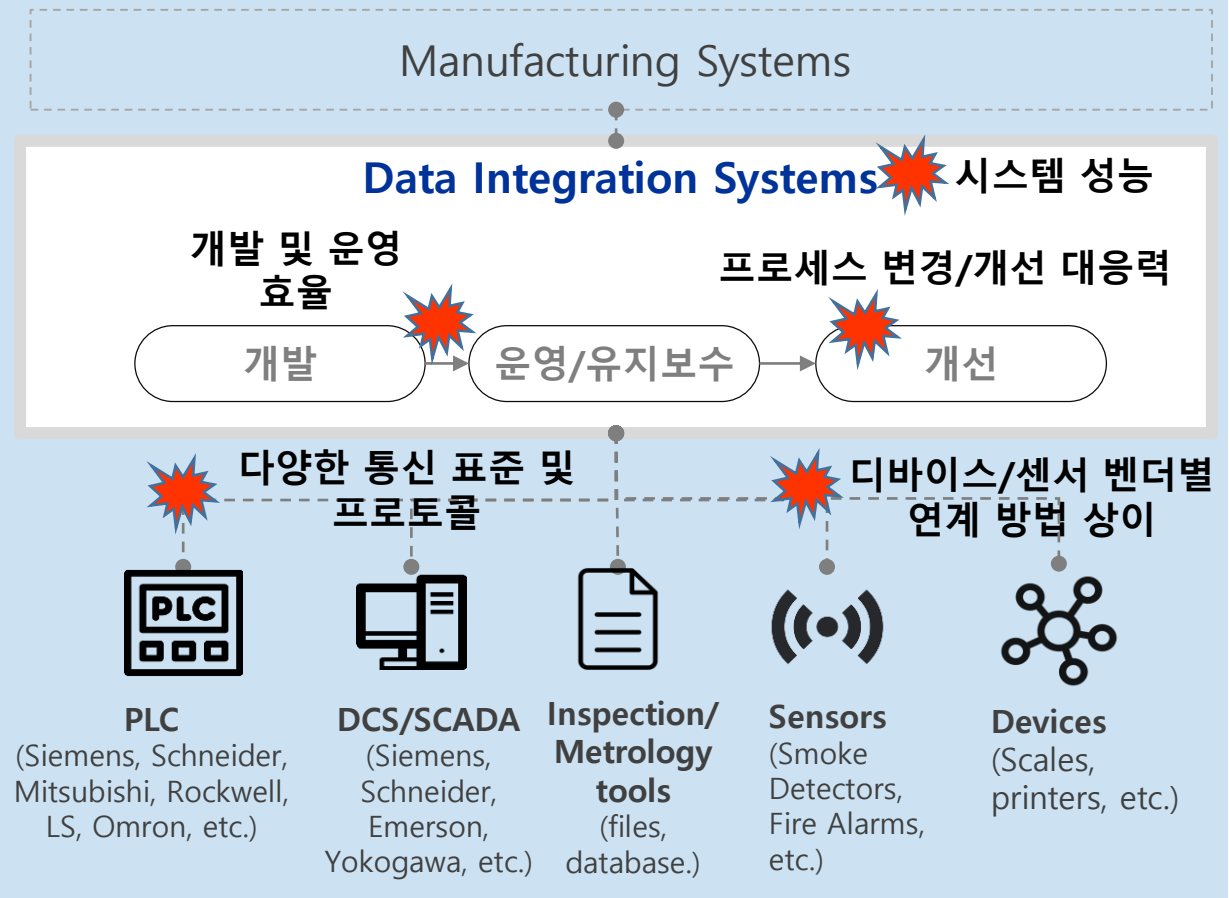 Manufacturing Systems
Data Integration Systems
시스템 성능
개발 및 운영
효율
프로세스 변경/개선 대응력
개발
운영/유지보수
개선
다양한 통신 표준 및
프로토콜
디바이스/센서 벤더별
연계 방법 상이
PLC
PLC
(Siemens, Schneider,
Mitsubishi, Rockwell,
LS, Omron, etc.)
DCS/SCADA
(Siemens,
Schneider,
Emerson,
Yokogawa, etc.)
Inspection/
Metrology
tools
(files,
database.)
Sensors
(Smoke
Detectors,
Fire Alarms,
etc.)
Devices
(Scales,
printers, etc.)